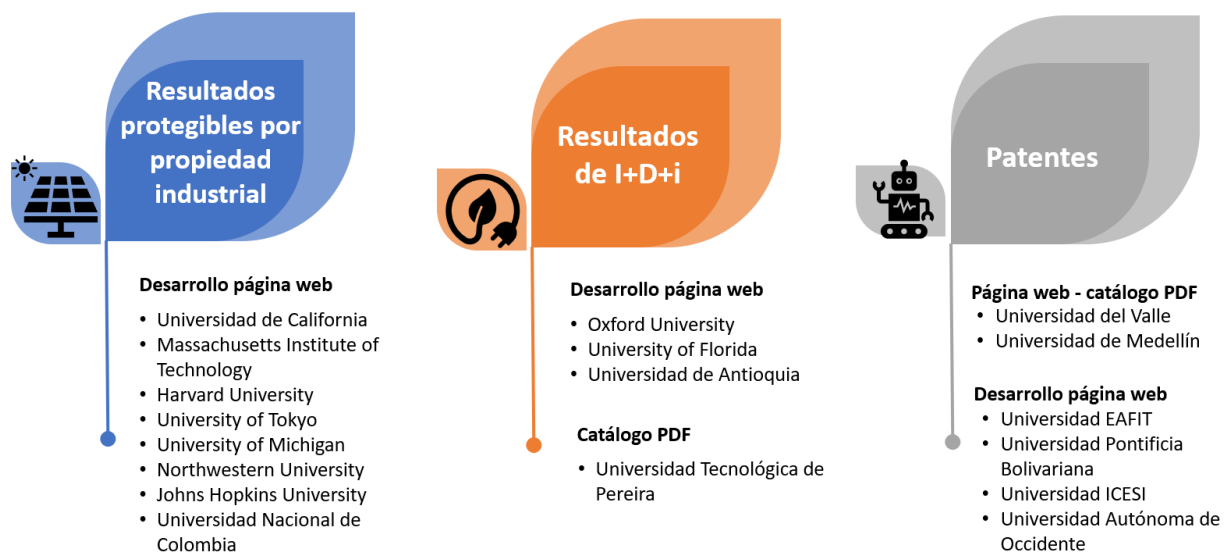 Resultados
protegibles por
propiedad
industrial
Desarrollo página web
• Universidad de California
• Massachusetts Institute of
Technology
• Harvard University
• University of Tokyo
• University of Michigan
• Northwestern University
• Johns Hopkins University
• Universidad Nacional de
Colombia
Resultados
de I+D+i
Desarrollo página web
• Oxford University
• University of Florida
• Universidad de Antioquia
Catálogo PDF
• Universidad Tecnológica de
Pereira
Patentes
Página web - catálogo PDF
• Universidad del Valle
• Universidad de Medellín
Desarrollo página web
• Universidad EAFIT
• Universidad Pontificia
Bolivariana
• Universidad ICESI
• Universidad Autónoma de
Occidente